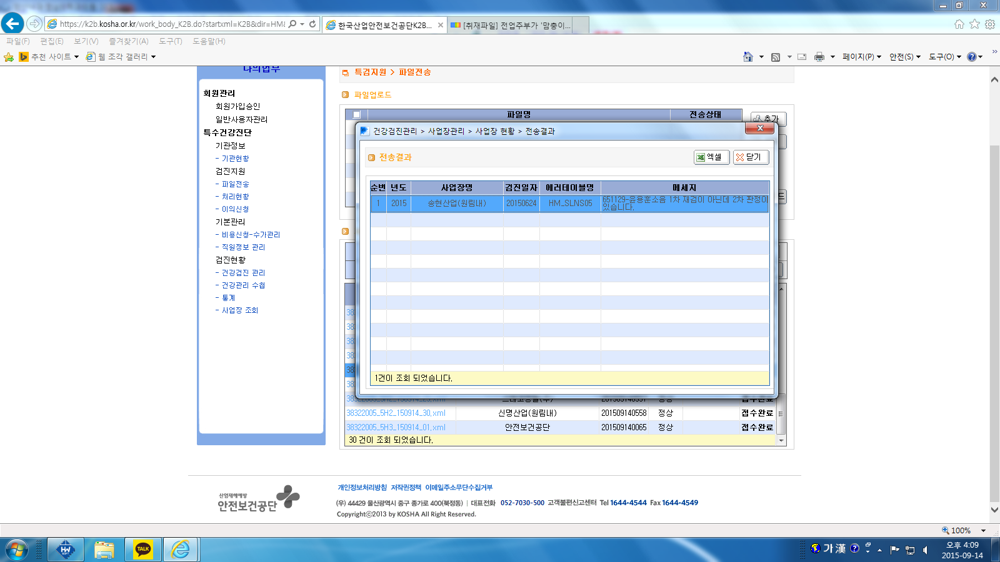 https://k2b.kosha.or.kr/work_body_K2B.do?startxml=K2B&dir=HM&
한국산업안전보건공단K2B...
[취재파일] 전업주부가 '맘충이...
파일(F) 편집(E) 보기(V) 즐겨찾기(A) 도구(T) 도움말(H)
추천 사이트 웹 조각 갤러리
페이지(P) 안전(S) 도구(O)
나의업무
회원관리
회원가입승인
일반사용자관리
특수건강진단
기관정보
- 기관현황
검진지원
- 파일전송
- 처리현황
- 이의신청
기본관리
- 비용신청-수가관리
- 직원정보 관리
검진현황
- 건강검진 관리
- 건강관리 수첩
- 통계
- 사업장 조회
특검지원 > 파일전송
파일업로드
파일명 전송상태
추가
건강검진관리 > 사업장관리 > 사업장 현황 > 전송결과
전송결과
엑셀 닫기
순번 년도 사업장명 검진일자 에러테이블명 메세지
1 2015 송현산업(원림내) 20150624 HM_SLNS05 651129-윤용훈소음 1차 재검이 아닌데 2차 판정이
있습니다.
1건이 조회 되었습니다.
38322005_5H2_150914_30.xml 신명산업(원림내) 201509140558 정상 접수완료
38322005_5H3_150914_01.xml 안전보건공단 201509140065 정상 접수완료
30 건이 조회 되었습니다.
산업재해예방
안전보건공단
개인정보처리방침 저작권정책 이메일주소무단수집거부
(우) 44429 울산광역시 중구 종가로 400(북정동) | 대표전화 052-7030-500 고객불편신고센터 Tel 1644-4544 Fax 1644-4549
Copyrightⓒ2013 by KOSHA All Right Reserved.
100%
HW
SOFT
TALK
가 漢
오후 4:09
2015-09-14